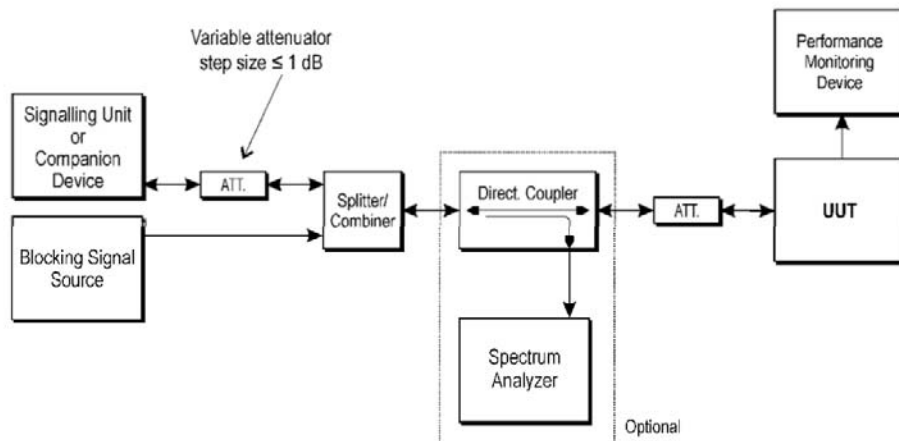 Variable attenuator
step size ≤ 1 dB
Performance
Monitoring
Device
Signalling Unit
or
Companion
Device
ATT.
Splitter/
Combiner
Direct. Coupler
ATT.
UUT
Blocking Signal
Source
Spectrum
Analyzer
Optional